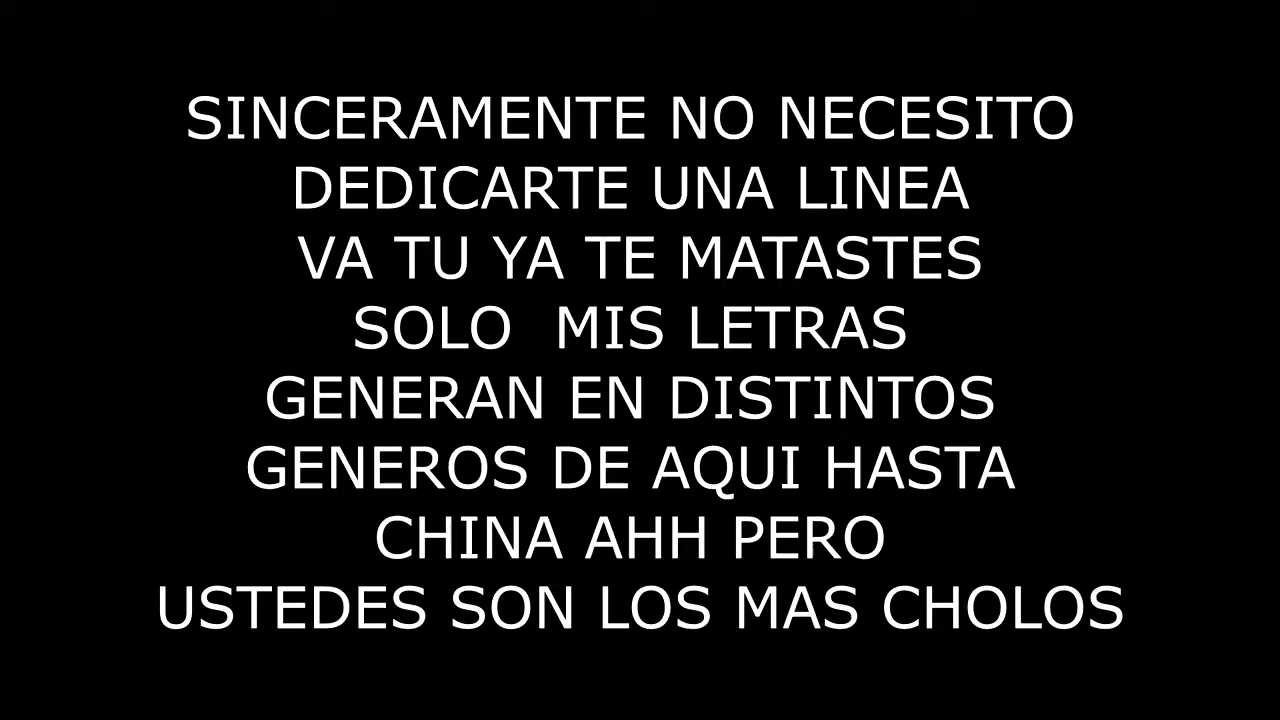 SINCERAMENTE NO NECESITO
DEDICARTE UNA LINEA
VA TU YA TE MATASTES
SOLO  MIS LETRAS
GENERAN EN DISTINTOS
GENEROS DE AQUI HASTA
CHINA AHH PERO
USTEDES SON LOS MAS CHOLOS